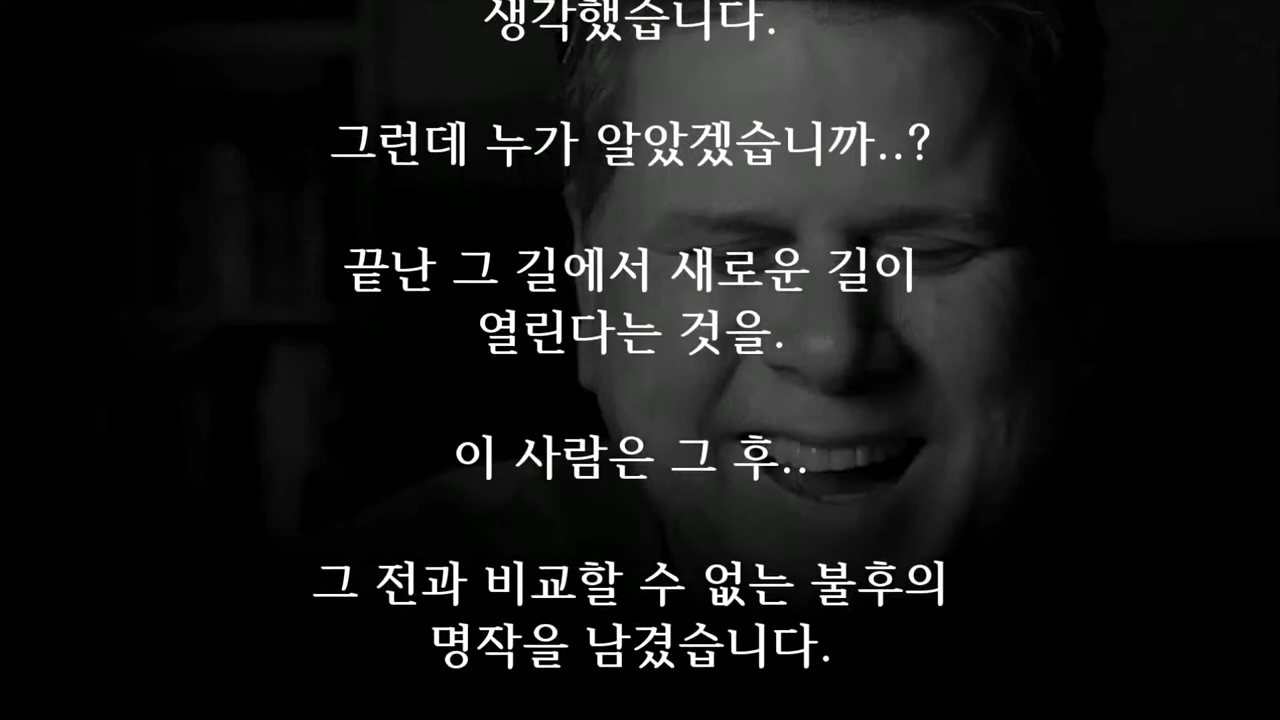 생각했습니다.
그런데 누가 알았겠습니까..?
끝난 그 길에서 새로운 길이
열린다는 것을.
이 사람은 그 후..
그 전과 비교할 수 없는 불후의
명작을 남겼습니다.